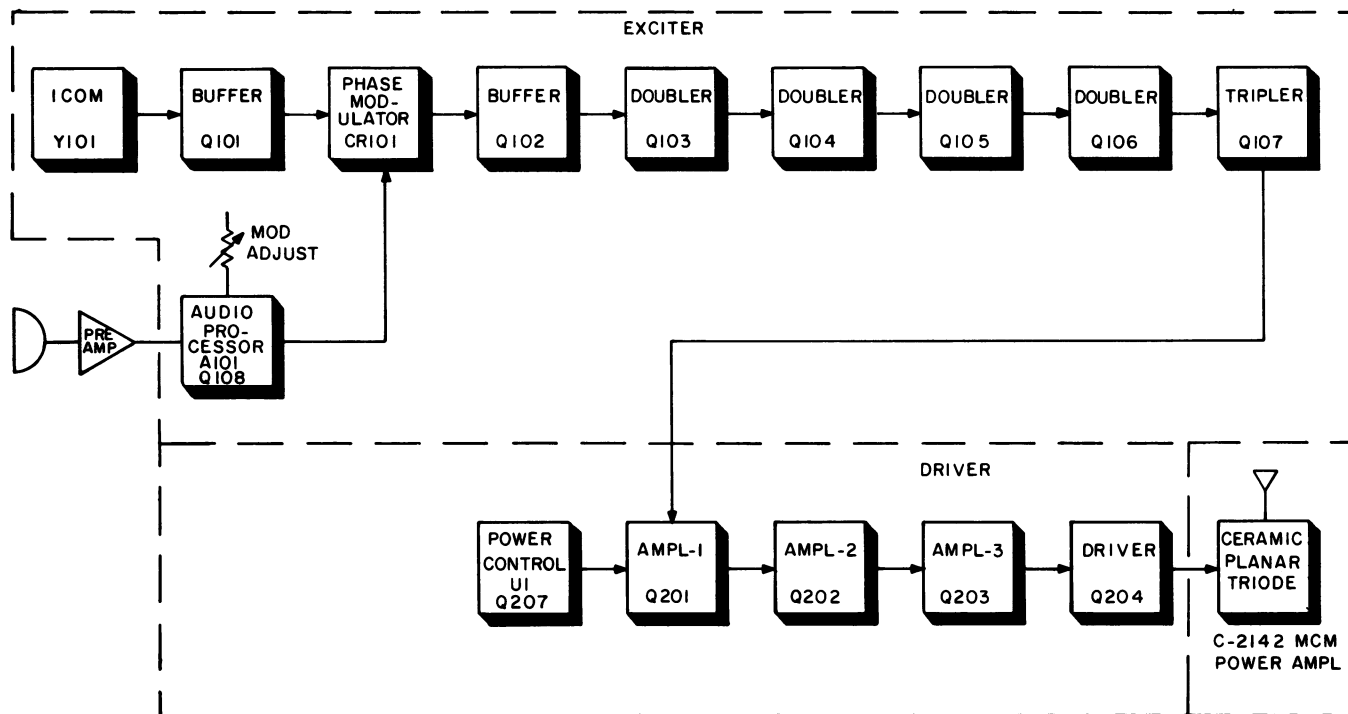 EXCITER
ICOM
Y101
BUFFER
Q101
PHASE
MOD-
ULATOR
CR101
BUFFER
Q102
DOUBLER
Q103
DOUBLER
Q104
DOUBLER
Q105
DOUBLER
Q106
TRIPLER
Q107
MOD
ADJUST
PRE
AMP
AUDIO
PRO-
CESSOR
A101
Q108
DRIVER
POWER
CONTROL
U1
Q207
AMPL-1
Q201
AMPL-2
Q202
AMPL-3
Q203
DRIVER
Q204
CERAMIC
PLANAR
TRIODE
C-2142 MCM
POWER AMPL